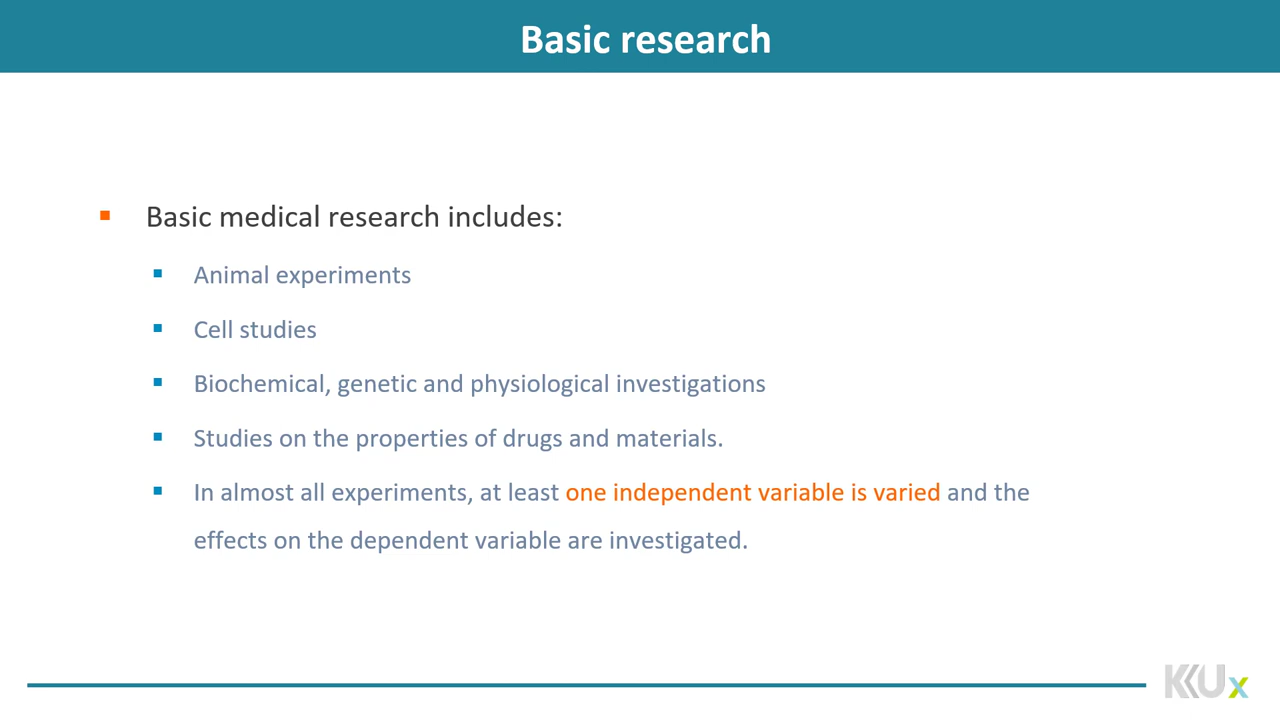 Basic research
Basic medical research includes:
Animal experiments
Cell studies
Biochemical, genetic and physiological investigations
Studies on the properties of drugs and materials.
In almost all experiments, at least one independent variable is varied and the
effects on the dependent variable are investigated.
KKUx